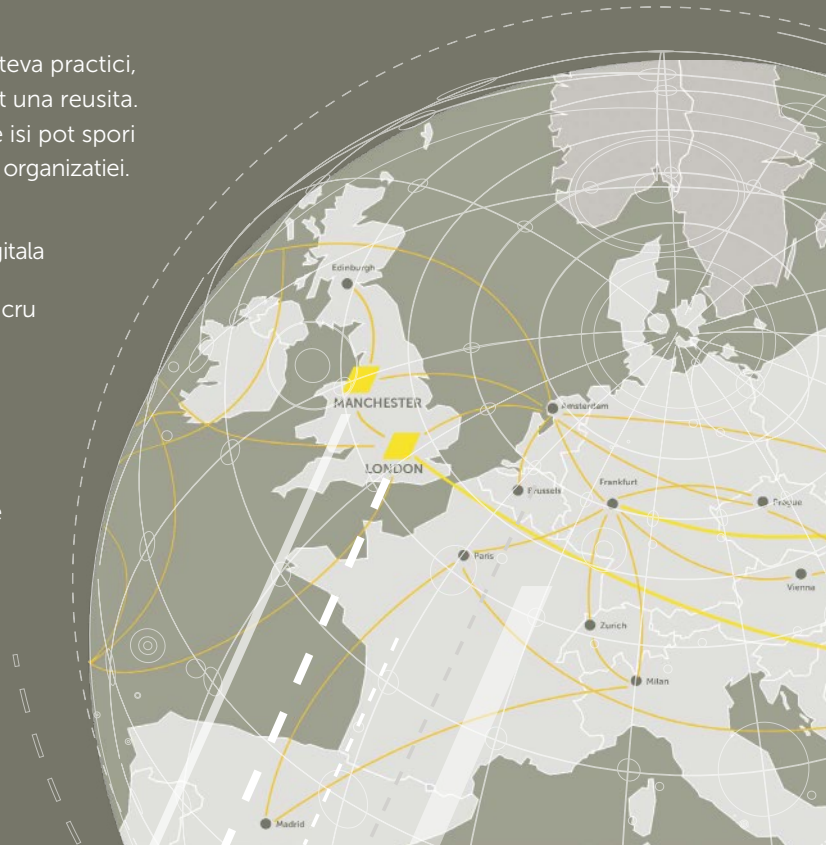 teva practici,
t una reusita.
e isi pot spori
organizatiei.
gitala
cru
e
Edinburgh
MANCHESTER
Amsterdam
LONDON
Brussels
Frankfurt
Prague
Paris
Vienna
Zurich
Milan
Madrid